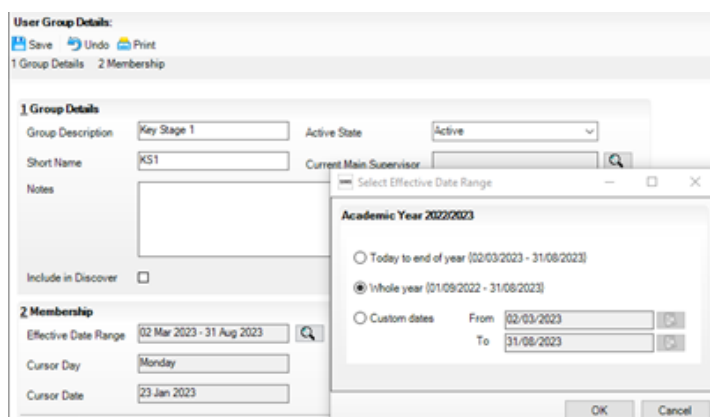 User Group Details:
Save Undo Print
1 Group Details 2 Membership
1 Group Details
Group Description Key Stage 1 Active State Active
Short Name KS1 Current Main Supervisor
Notes
Include in Discover
2 Membership
Effective Date Range 02 Mar 2023 - 31 Aug 2023
Cursor Day Monday
Cursor Date 23 Jan 2023
Select Effective Date Range
Academic Year 2022/2023
Today to end of year (02/03/2023 - 31/08/2023)
Whole year (01/09/2022 - 31/08/2023)
Custom dates From 02/03/2023
To 31/08/2023
OK Cancel